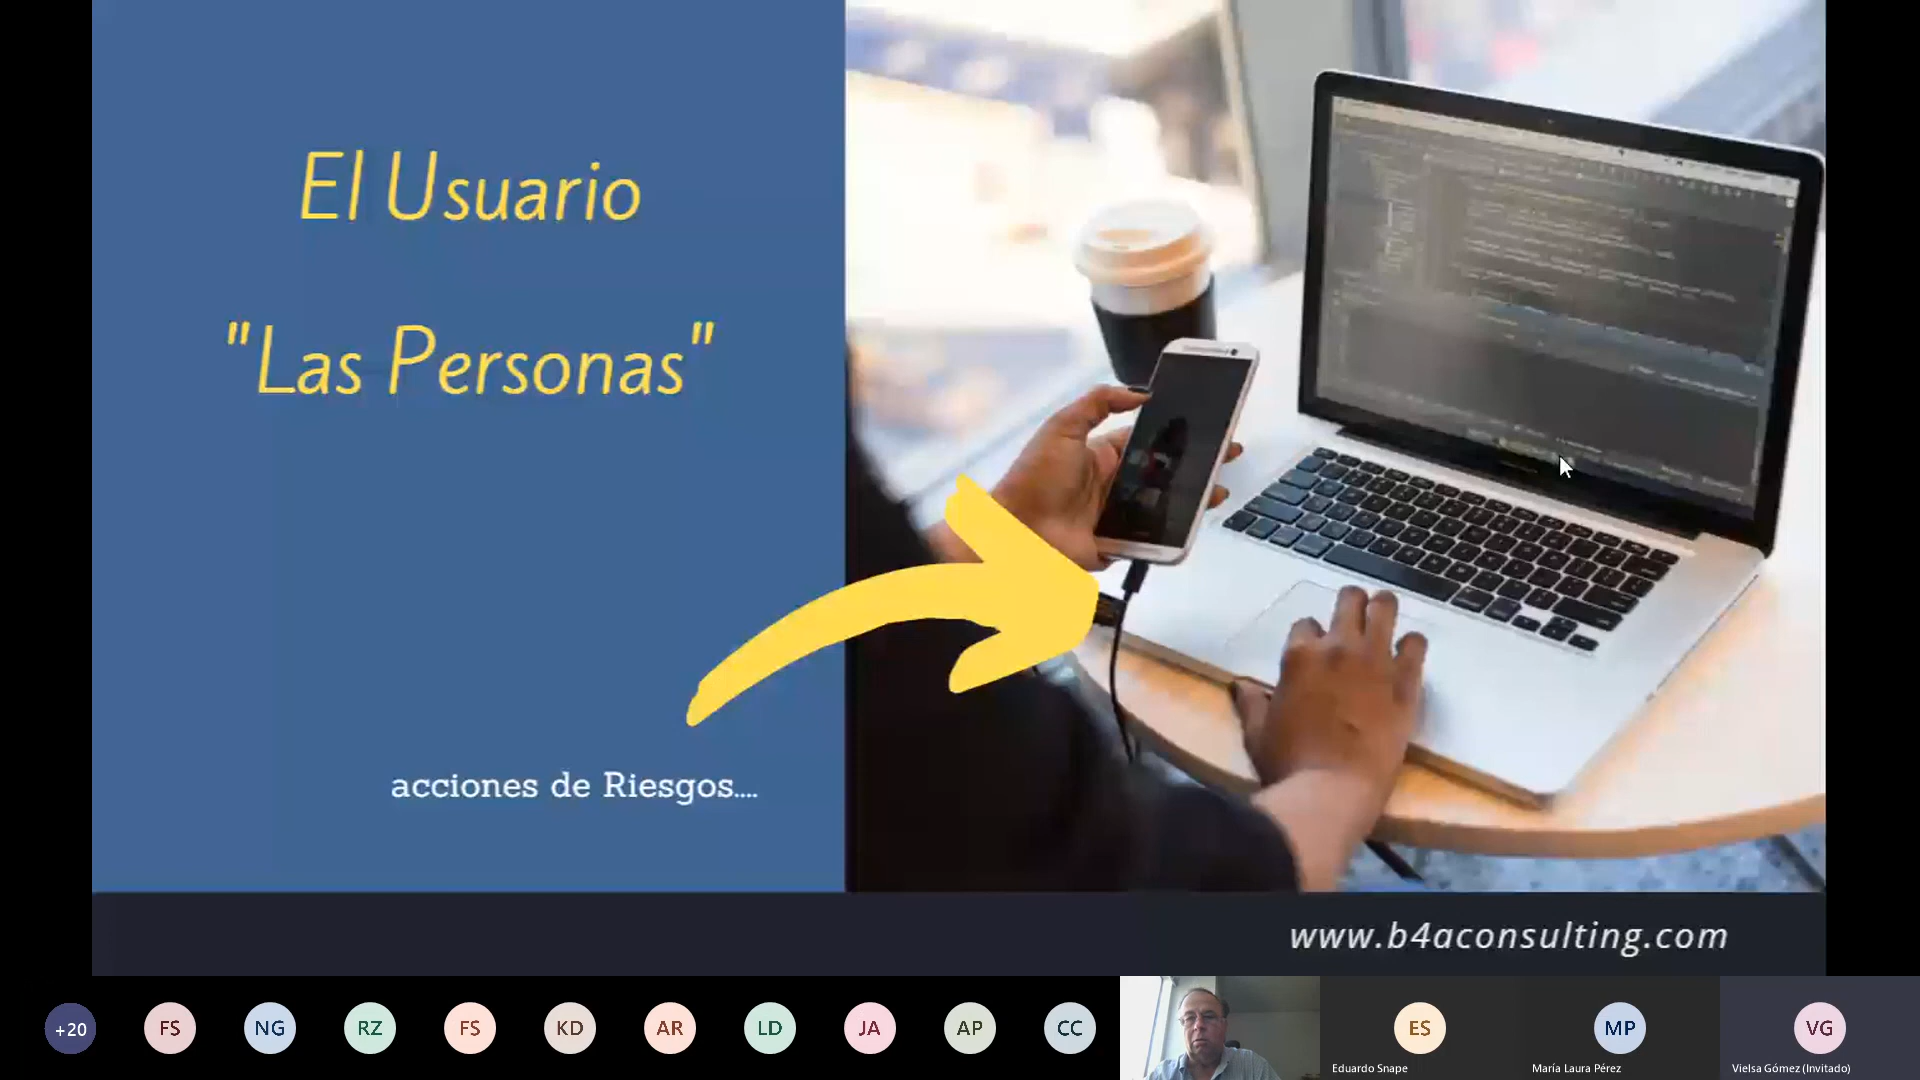 El Usuario
"Las Personas"
acciones de Riesgos....
www.b4aconsulting.com
+20
FS
NG
RZ
FS
KD
AR
LD
JA
AP
CC
ES
MP
VG
Eduardo Snape
María Laura Pérez
Vielsa Gómez (Invitado)